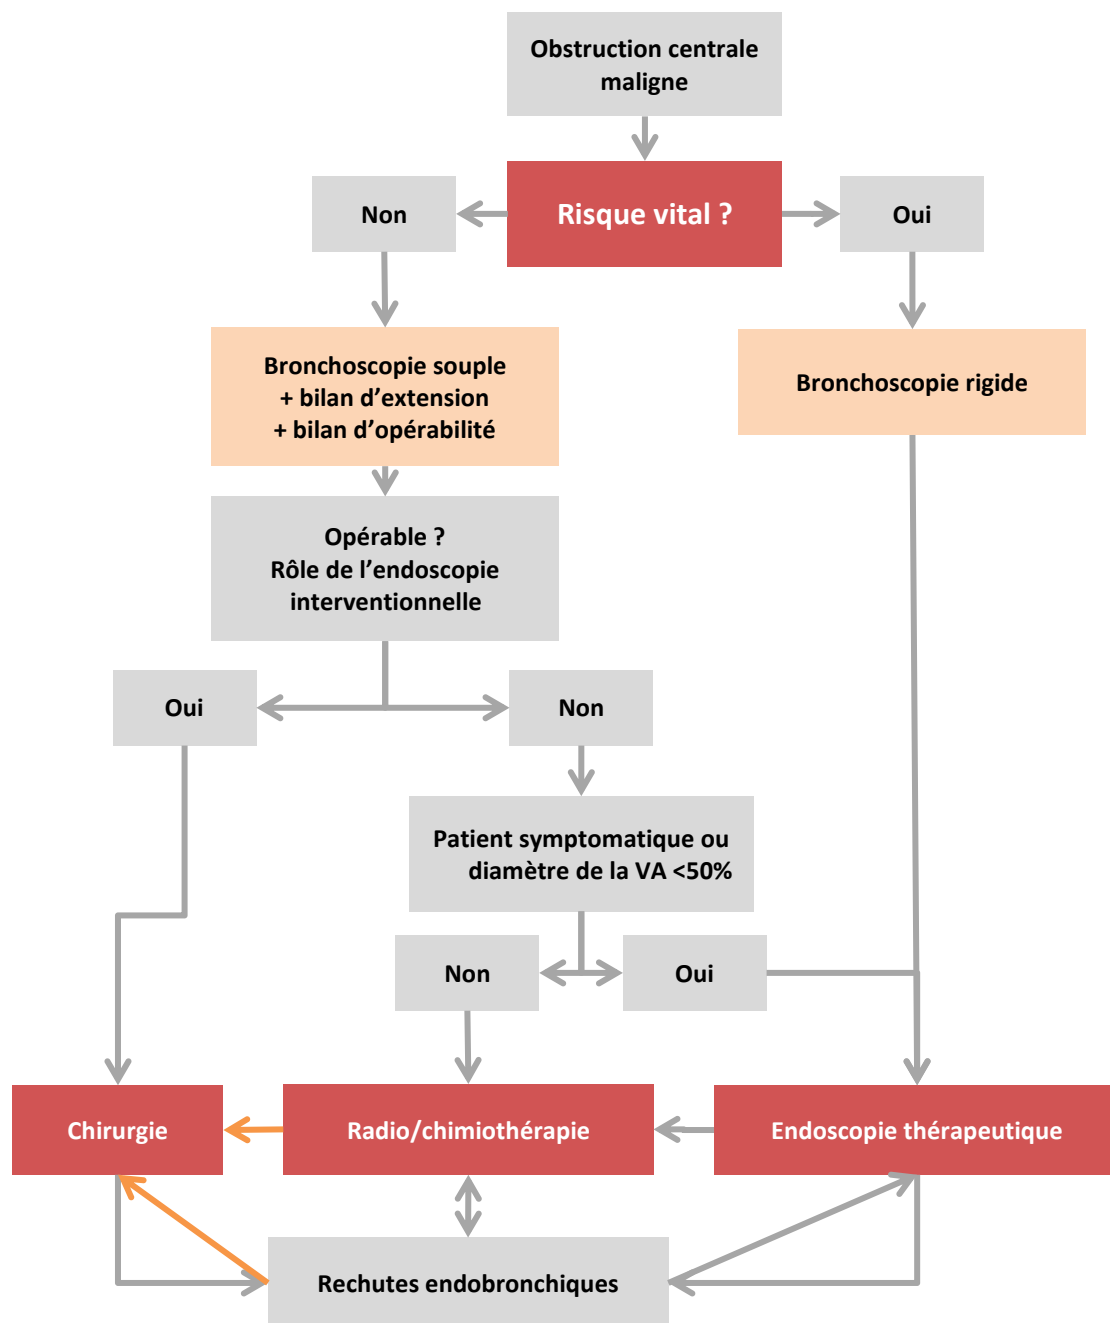 Obstruction centrale
maligne
Non
Risque vital ?
Oui
Bronchoscopie souple
+ bilan d’extension
+ bilan d’opérabilité
Bronchoscopie rigide
Opérable ?
Rôle de l’endoscopie
interventionnelle
Oui
Non
Patient symptomatique ou
diamètre de la VA <50%
Non
Oui
Chirurgie
Radio/chimiothérapie
Endoscopie thérapeutique
Rechutes endobronchiques